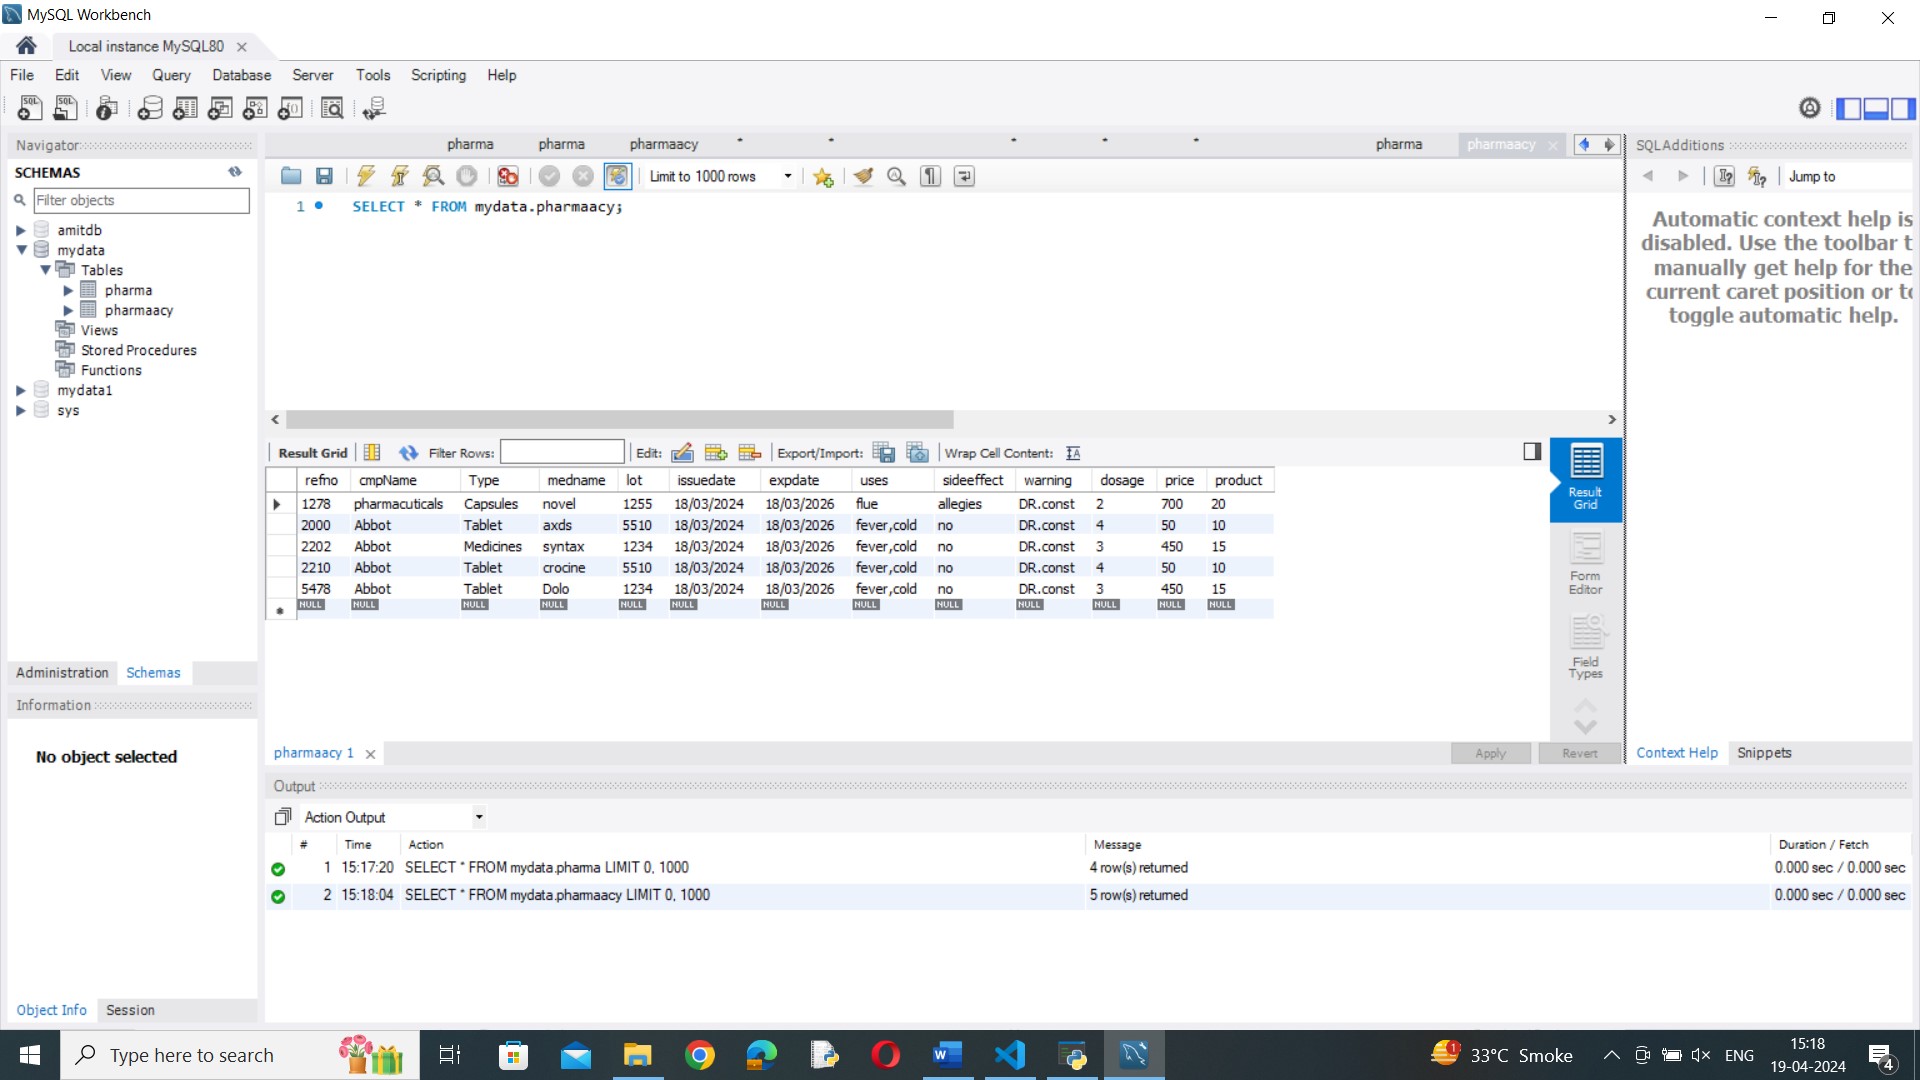 MySQL Workbench
Local instance MySQL80
File Edit View Query Database Server Tools Scripting Help
Navigator
SCHEMAS
Filter objects
amitdb
mydata
Tables
pharma
pharmaacy
Views
Stored Procedures
Functions
mydata1
sys
Administration Schemas
Information
No object selected
Object Info Session
pharma pharma pharmaacy * * * * * pharma pharmaacy
Limit to 1000 rows
1 SELECT * FROM mydata.pharmaacy;
Result Grid Filter Rows: Edit: Export/Import: Wrap Cell Content:
refno cmpName Type medname lot issuedate expdate uses sideeffect warning dosage price product
1278 pharmacuticals Capsules novel 1255 18/03/2024 18/03/2026 flue allegies DR.const 2 700 20
2000 Abbot Tablet axds 5510 18/03/2024 18/03/2026 fever,cold no DR.const 4 50 10
2202 Abbot Medicines syntax 1234 18/03/2024 18/03/2026 fever,cold no DR.const 3 450 15
2210 Abbot Tablet crocine 5510 18/03/2024 18/03/2026 fever,cold no DR.const 4 50 10
5478 Abbot Tablet Dolo 1234 18/03/2024 18/03/2026 fever,cold no DR.const 3 450 15
NULL NULL NULL NULL NULL NULL NULL NULL NULL NULL NULL NULL NULL
Result
Grid
Form
Editor
Field
Types
pharmaacy 1
Apply Revert
SQLAdditions
Jump to
Automatic context help is
disabled. Use the toolbar t
manually get help for the
current caret position or to
toggle automatic help.
Context Help Snippets
Output
Action Output
# Time Action Message Duration / Fetch
1 15:17:20 SELECT * FROM mydata.pharma LIMIT 0, 1000 4 row(s) returned 0.000 sec / 0.000 sec
2 15:18:04 SELECT * FROM mydata.pharmaacy LIMIT 0, 1000 5 row(s) returned 0.000 sec / 0.000 sec
Type here to search
1
33°C Smoke
ENG
15:18
19-04-2024
4